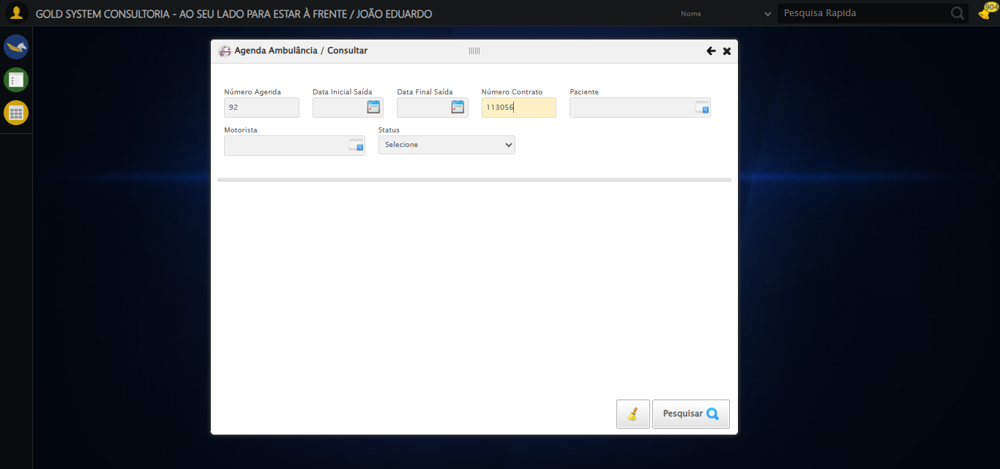 GOLD SYSTEM CONSULTORIA - AO SEU LADO PARA ESTAR À FRENTE / JOÃO EDUARDO
Nome
Pesquisa Rapida
904
Agenda Ambulância / Consultar
Número Agenda
Data Inicial Saída
Data Final Saída
Número Contrato
Paciente
92
113056
Motorista
Status
Selecione
Pesquisar